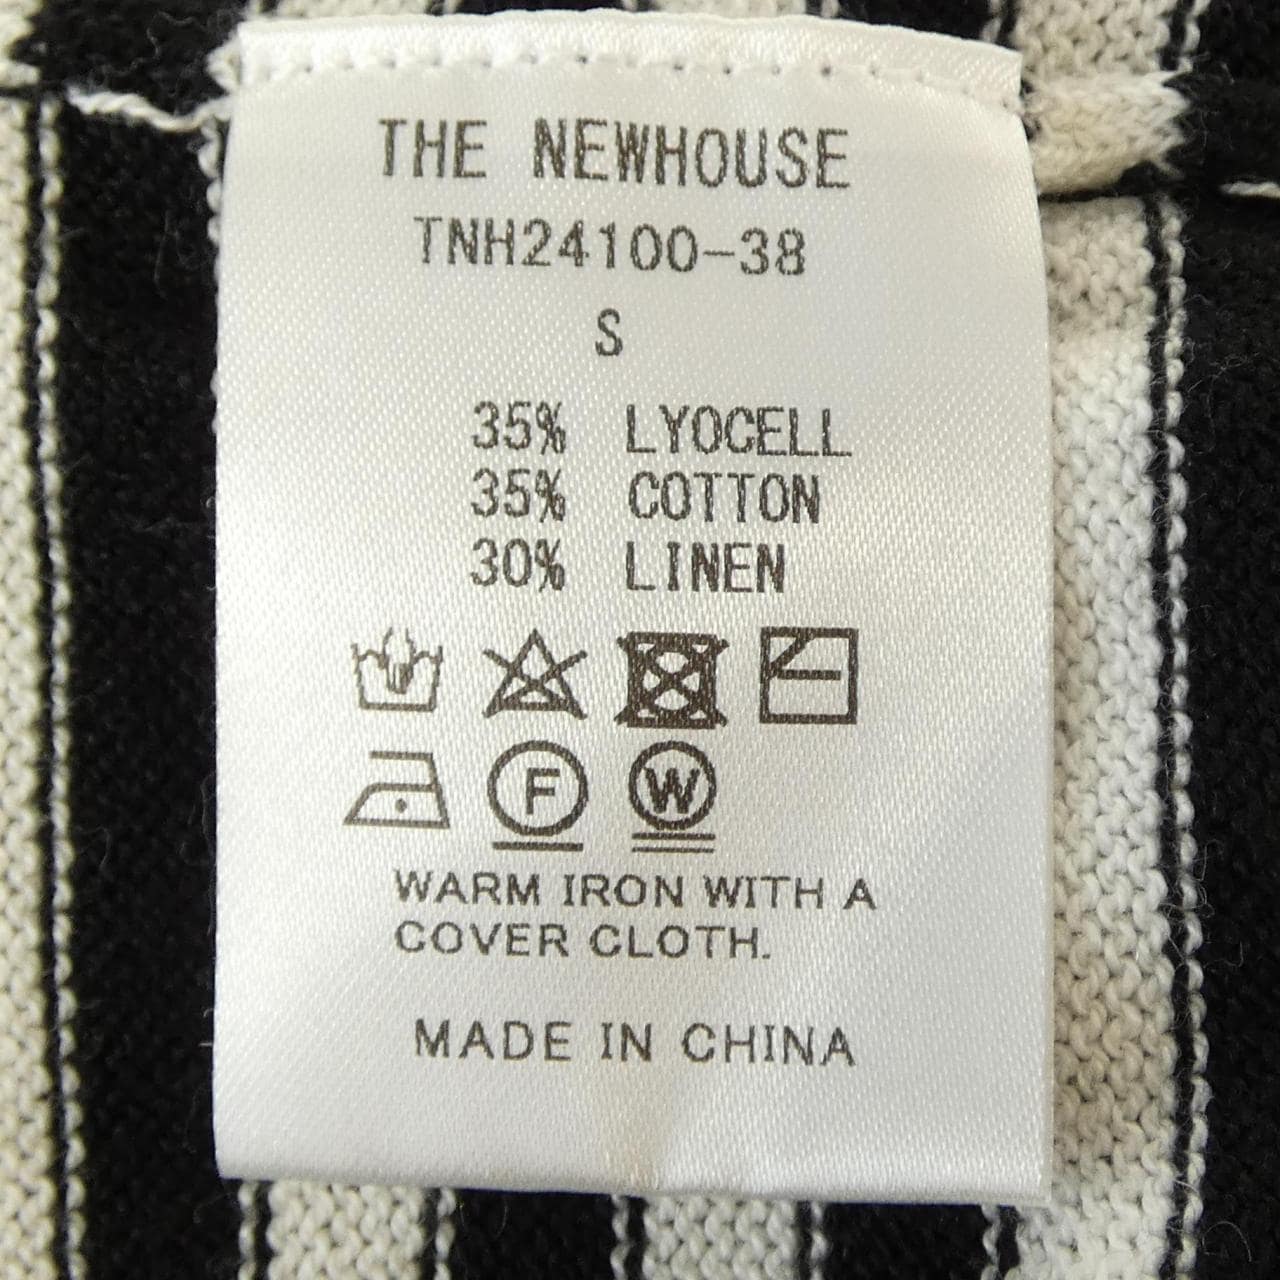 THE NEWHOUSE
TNH24100-38
S
35% LYOCELL
35% COTTON
30% LINEN
F W
WARM IRON WITH A
COVER CLOTH.
MADE IN CHINA